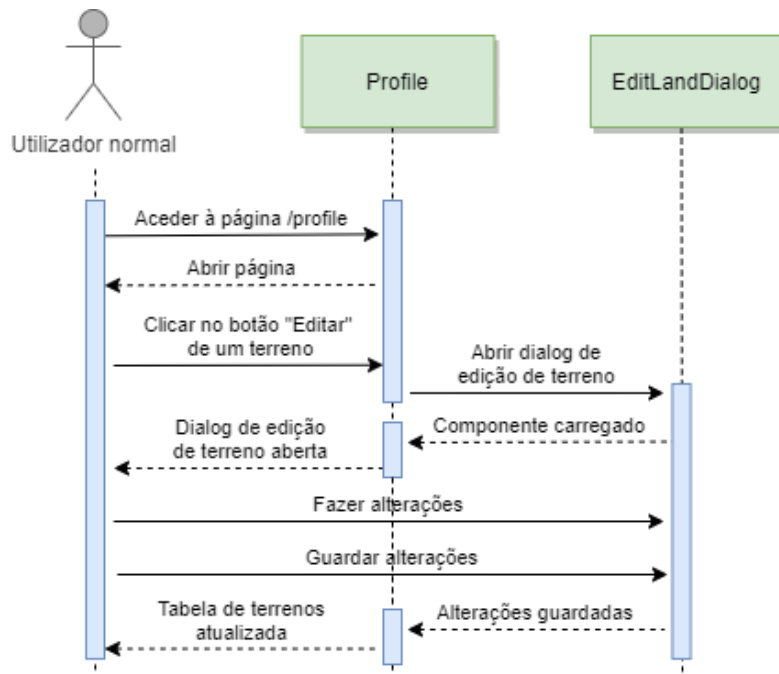 Profile
EditLandDialog
Utilizador normal
Aceder à página /profile
Abrir página
Clicar no botão "Editar"
de um terreno
Abrir dialog de
edição de terreno
Componente carregado
Dialog de edição
de terreno aberta
Fazer alterações
Guardar alterações
Alterações guardadas
Tabela de terrenos
atualizada